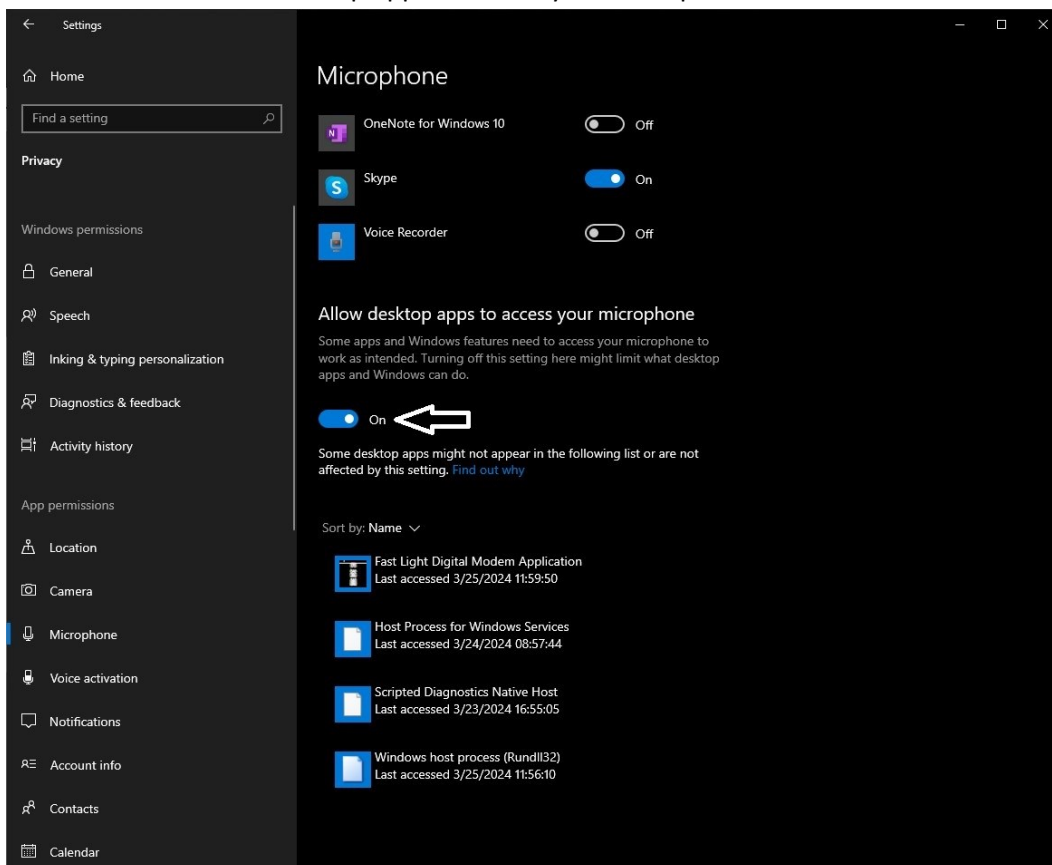 Settings
Home
Find a setting
Privacy
Windows permissions
General
Speech
Inking & typing personalization
Diagnostics & feedback
Activity history
App permissions
Location
Camera
Microphone
Voice activation
Notifications
Account info
Contacts
Calendar
Microphone
OneNote for Windows 10
Off
Skype
On
Voice Recorder
Off
Allow desktop apps to access your microphone
Some apps and Windows features need to access your microphone to
work as intended. Turning off this setting here might limit what desktop
apps and Windows can do.
On
Some desktop apps might not appear in the following list or are not
affected by this setting. Find out why
Sort by: Name
Fast Light Digital Modem Application
Last accessed 3/25/2024 11:59:50
Host Process for Windows Services
Last accessed 3/24/2024 08:57:44
Scripted Diagnostics Native Host
Last accessed 3/23/2024 16:55:05
Windows host process (Rundll32)
Last accessed 3/25/2024 11:56:10